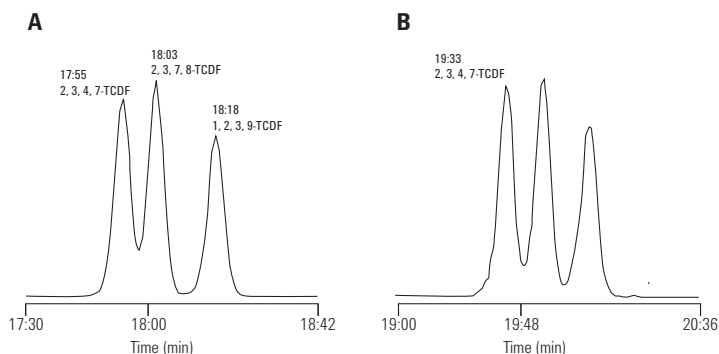 A
18:03
2, 3, 7, 8-TCDF
17:55
2, 3, 4, 7-TCDF
18:18
1, 2, 3, 9-TCDF
17:30
18:00
18:42
Time (min)
B
19:33
2, 3, 4, 7-TCDF
19:00
19:48
20:36
Time (min)